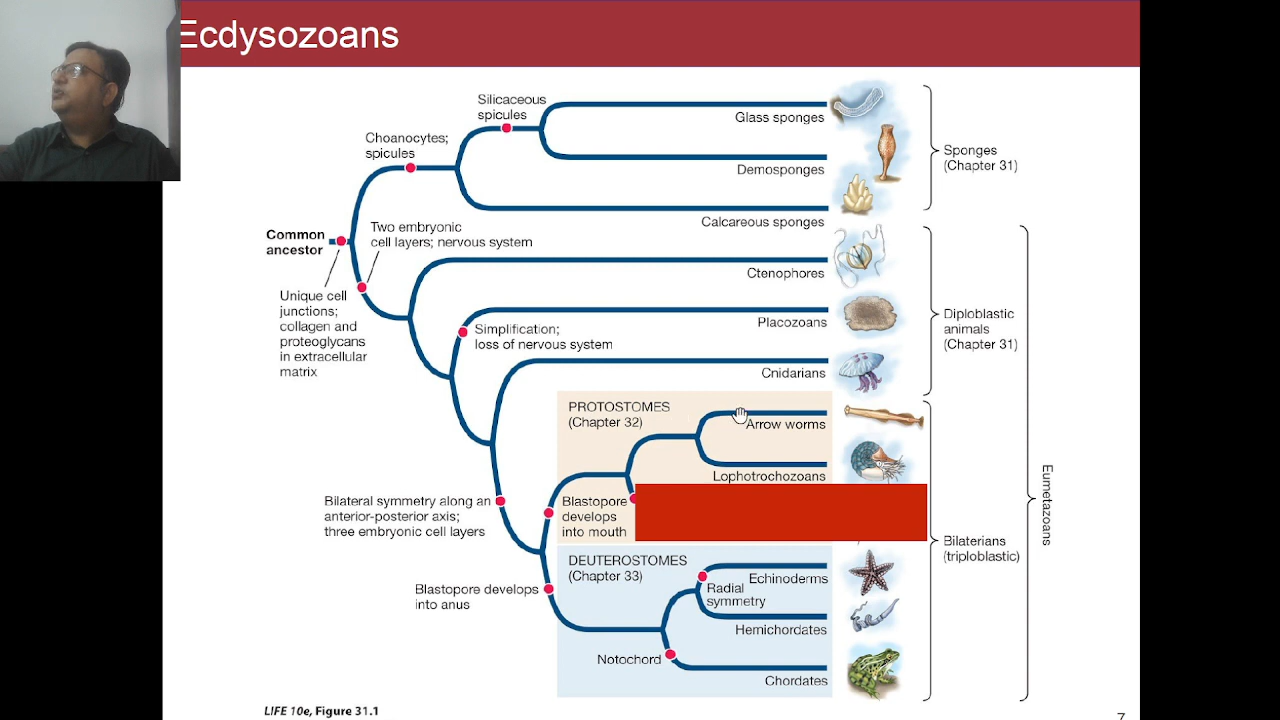 Ecdysozoans
Silicaceous
spicules
Glass sponges
Choanocytes;
spicules
Sponges
(Chapter 31)
Demosponges
Calcareous sponges
Common
ancestor
Two embryonic
cell layers; nervous system
Ctenophores
Unique cell
junctions;
collagen and
proteoglycans
in extracellular
matrix
Placozoans
Simplification;
loss of nervous system
Diploblastic
animals
(Chapter 31)
Cnidarians
PROTOSTOMES
(Chapter 32)
Arrow worms
Lophotrochozoans
Bilateral symmetry along an
anterior-posterior axis;
three embryonic cell layers
Blastopore
develops
into mouth
Eumetazoans
Bilaterians
(triploblastic)
DEUTEROSTOMES
(Chapter 33)
Echinoderms
Radial
symmetry
Blastopore develops
into anus
Hemichordates
Notochord
Chordates
LIFE 10e, Figure 31.1
7